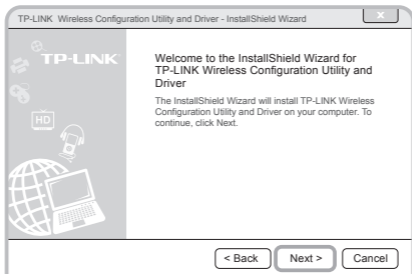 TP-LINK Wireless Configuration Utility and Driver - InstallShield Wizard
x
TP-LINK
HD
Welcome to the InstallShield Wizard for
TP-LINK Wireless Configuration Utility and
Driver
The InstallShield Wizard will install TP-LINK Wireless
Configuration Utility and Driver on your computer. To
continue, click Next.
< Back Next > Cancel